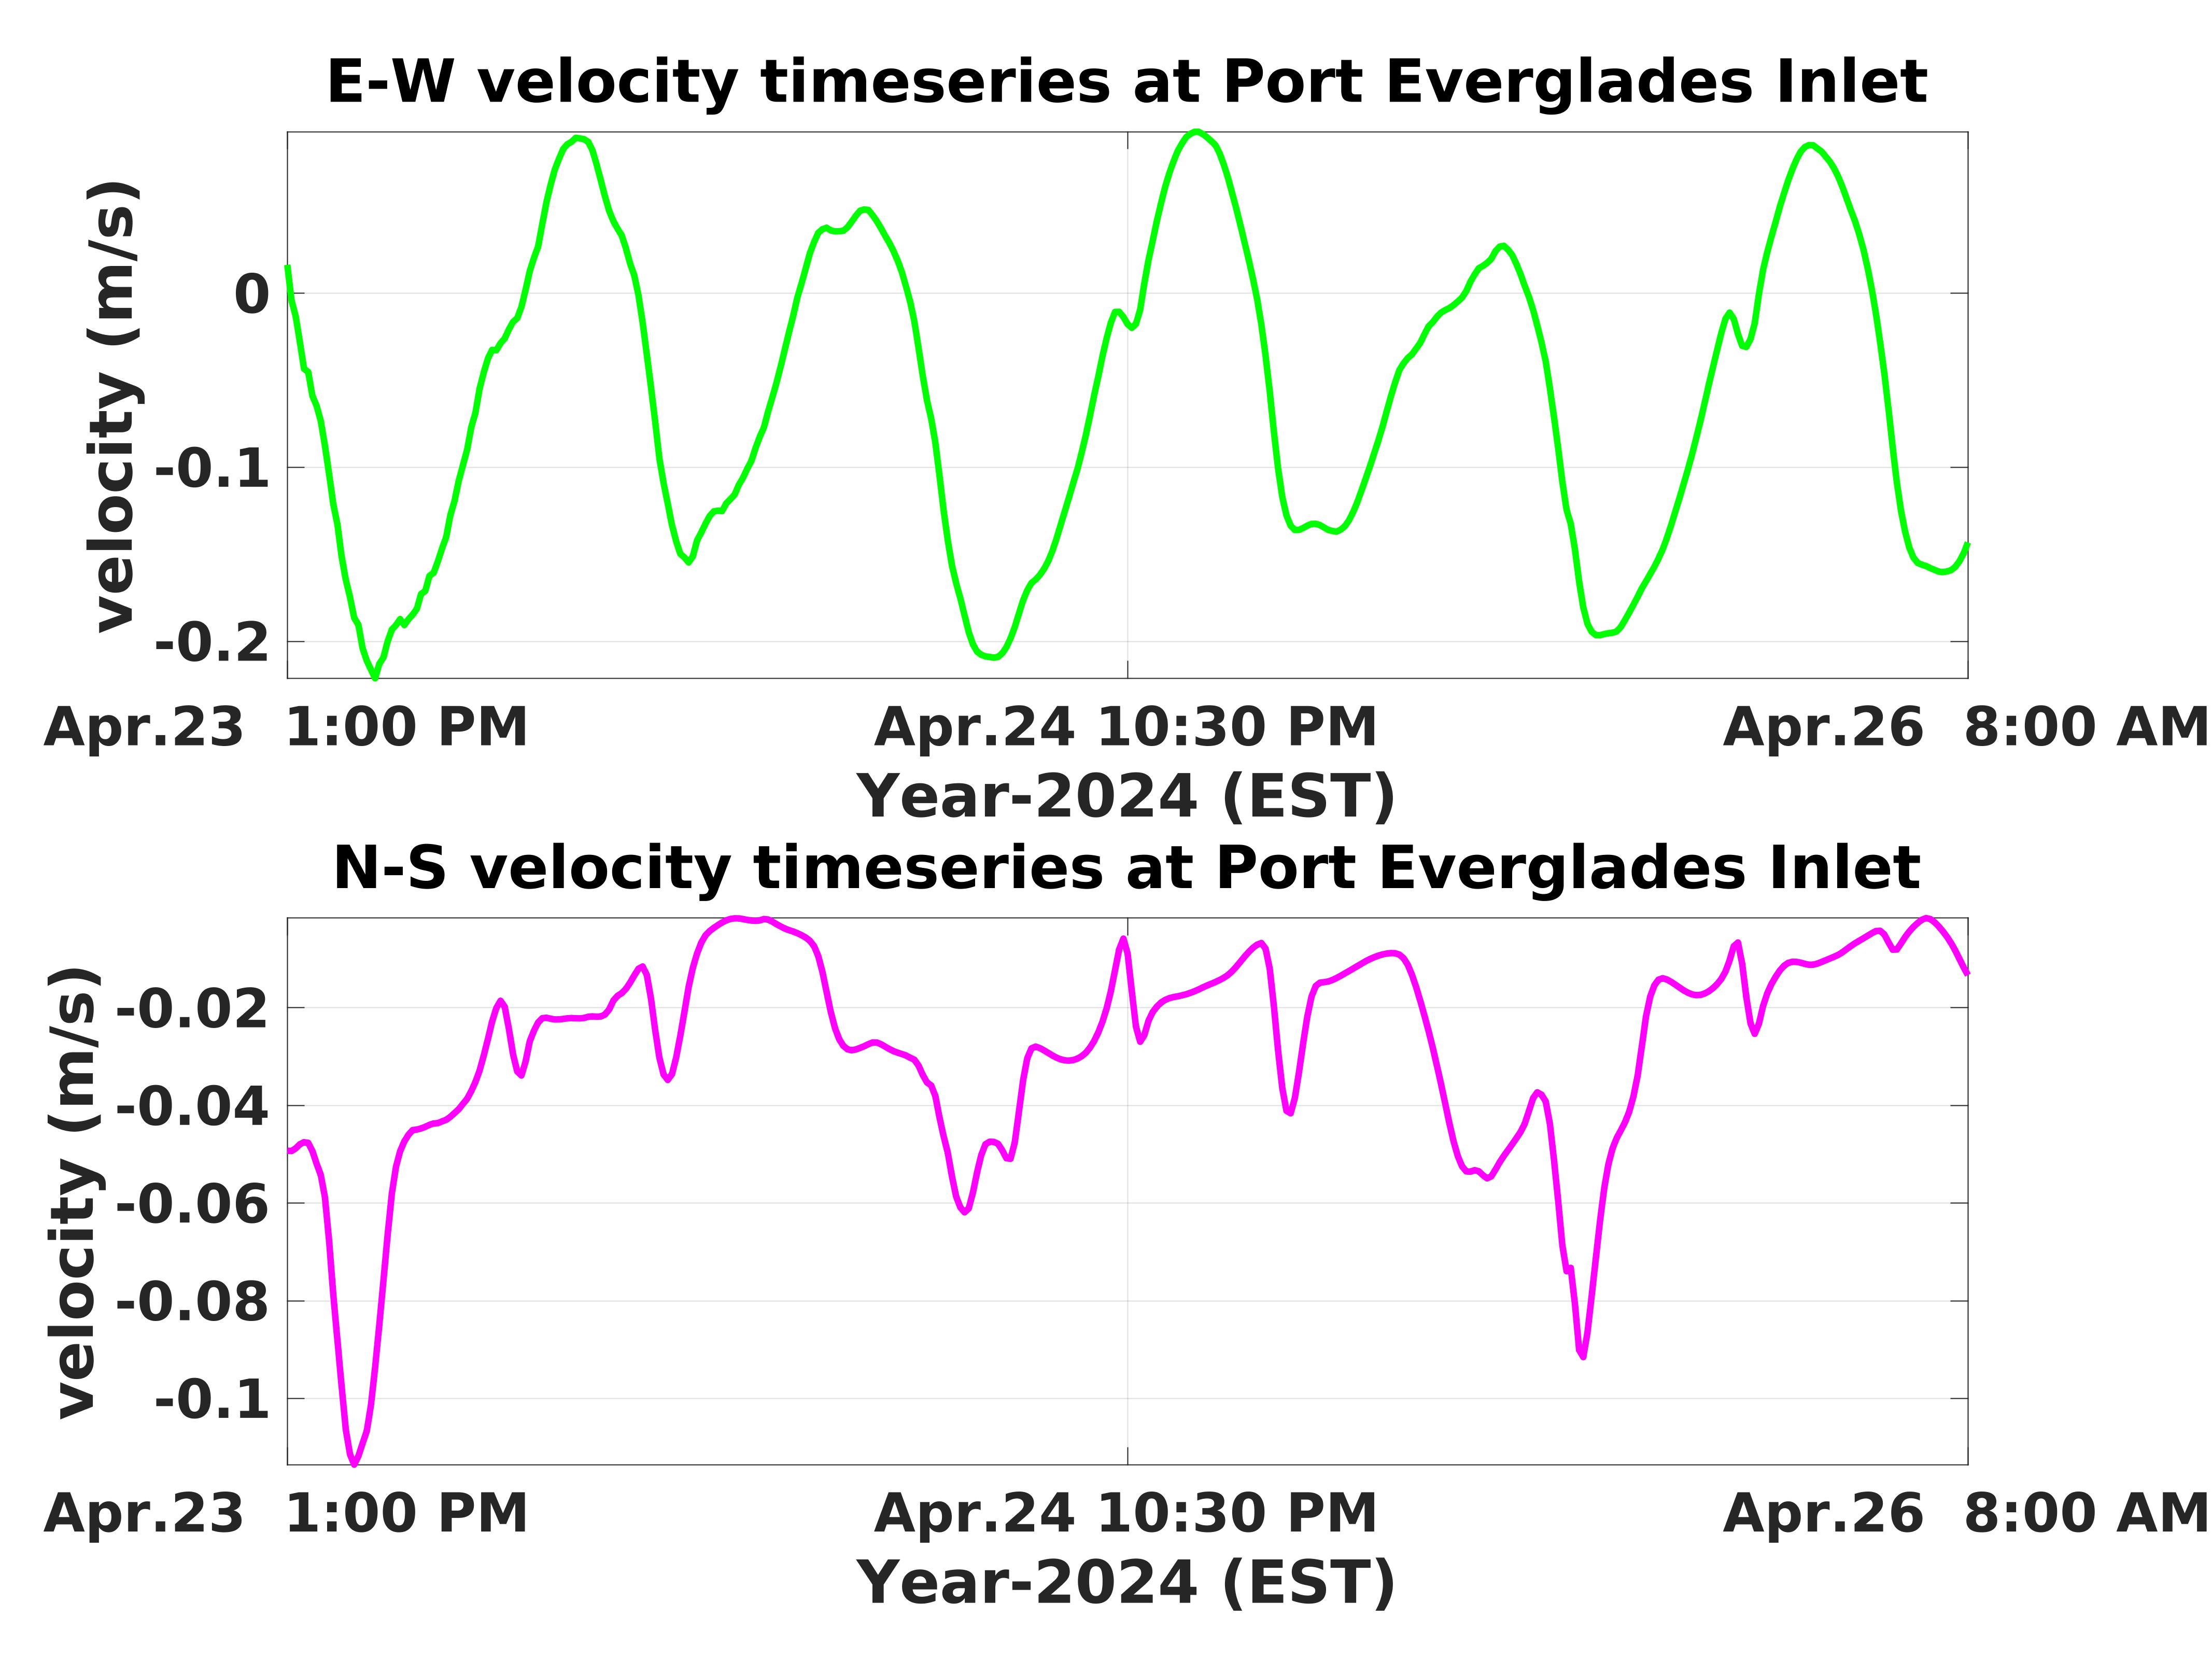 E-W velocity timeseries at Port Everglades Inlet
velocity (m/s)
0
-0.1
-0.2
Apr.23  1:00 PM
Apr.24 10:30 PM
Apr.26  8:00 AM
Year-2024 (EST)
N-S velocity timeseries at Port Everglades Inlet
velocity (m/s)
-0.02
-0.04
-0.06
-0.08
-0.1
Apr.23  1:00 PM
Apr.24 10:30 PM
Apr.26  8:00 AM
Year-2024 (EST)